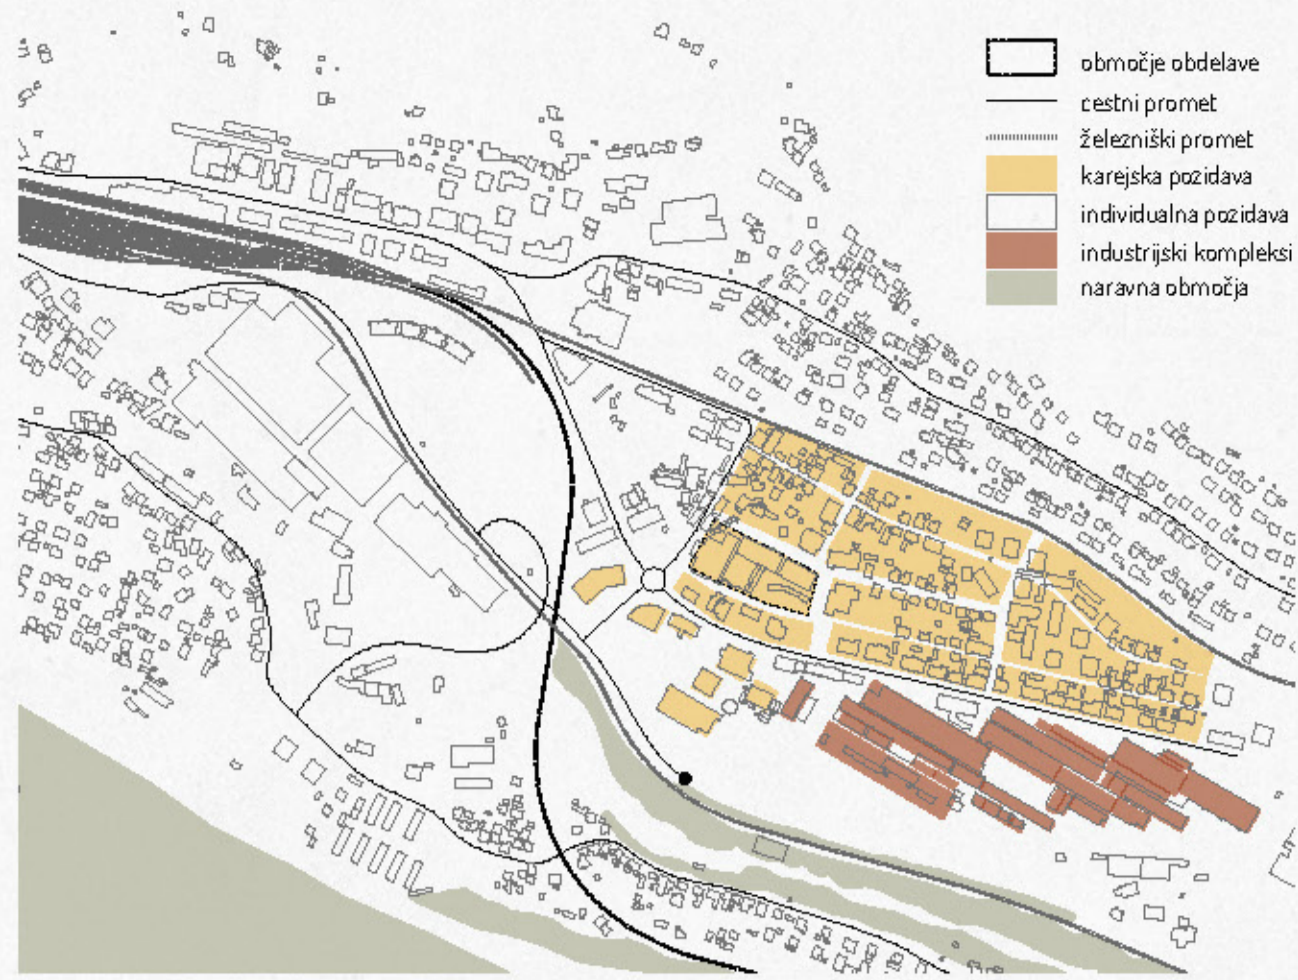 območje obdelave
cestni promet
železniški promet
karejska pozidava
individualna pozidava
industrijski kompleksi
naravna območja